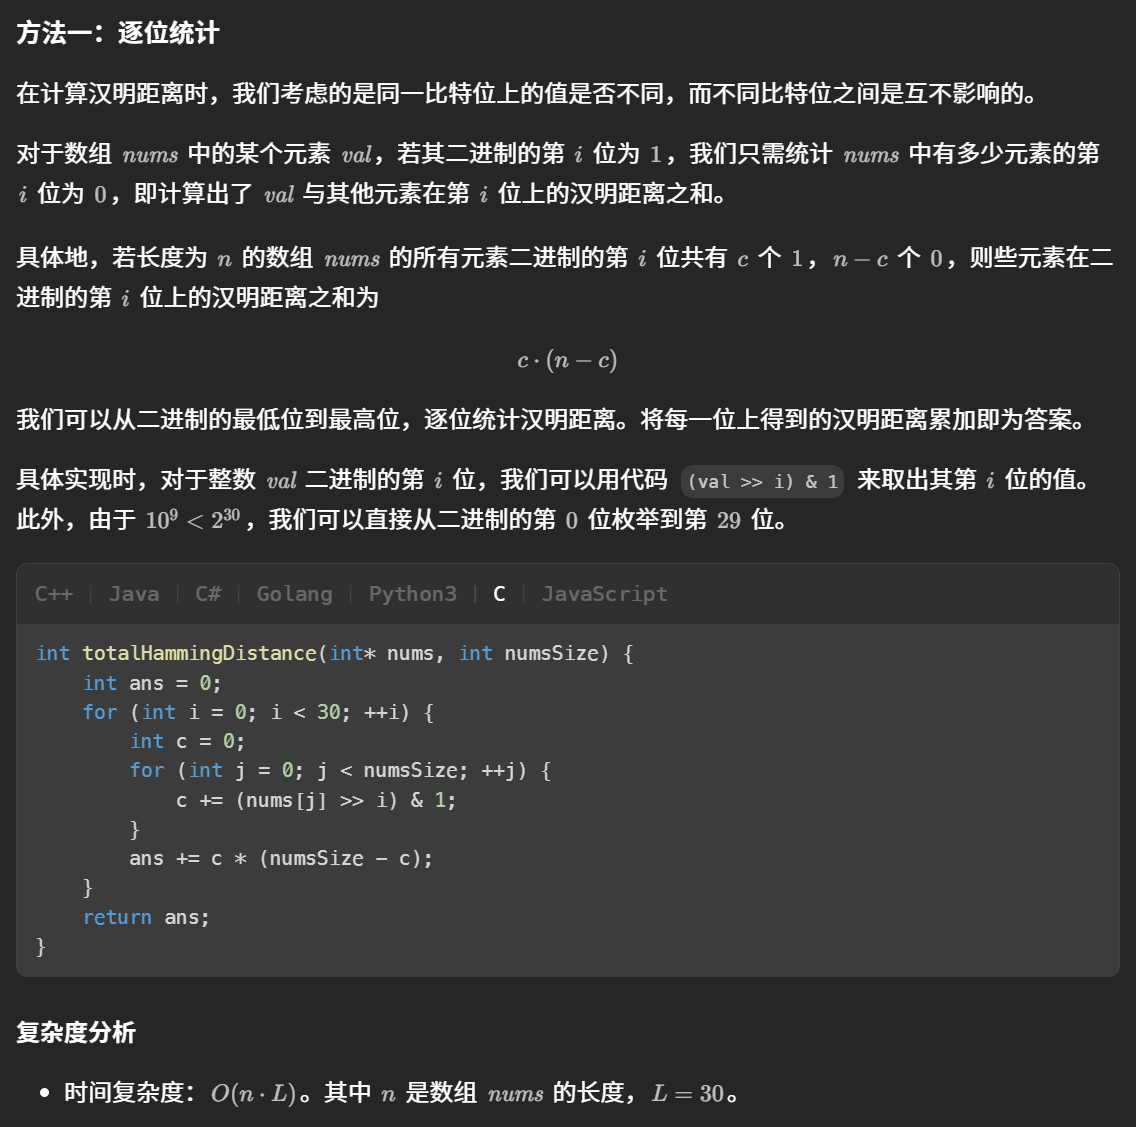 方法一：逐位统计
在计算汉明距离时，我们考虑的是同一比特位上的值是否不同，而不同比特位之间是互不影响的。
对于数组 nums 中的某个元素 val，若其二进制的第 i 位为 1，我们只需统计 nums 中有多少元素的第
i 位为 0，即计算出了 val 与其他元素在第 i 位上的汉明距离之和。
具体地，若长度为 n 的数组 nums 的所有元素二进制的第 i 位共有 c 个 1，n − c 个 0，则些元素在二
进制的第 i 位上的汉明距离之和为
c · (n − c)
我们可以从二进制的最低位到最高位，逐位统计汉明距离。将每一位上得到的汉明距离累加即为答案。
具体实现时，对于整数 val 二进制的第 i 位，我们可以用代码 (val >> i) & 1 来取出其第 i 位的值。
此外，由于 10⁹ < 2³⁰，我们可以直接从二进制的第 0 位枚举到第 29 位。
C++ | Java | C# | Golang | Python3 | C | JavaScript
int totalHammingDistance(int* nums, int numsSize) {
    int ans = 0;
    for (int i = 0; i < 30; ++i) {
        int c = 0;
        for (int j = 0; j < numsSize; ++j) {
            c += (nums[j] >> i) & 1;
        }
        ans += c * (numsSize - c);
    }
    return ans;
}
复杂度分析
• 时间复杂度：O(n · L)。其中 n 是数组 nums 的长度，L = 30。